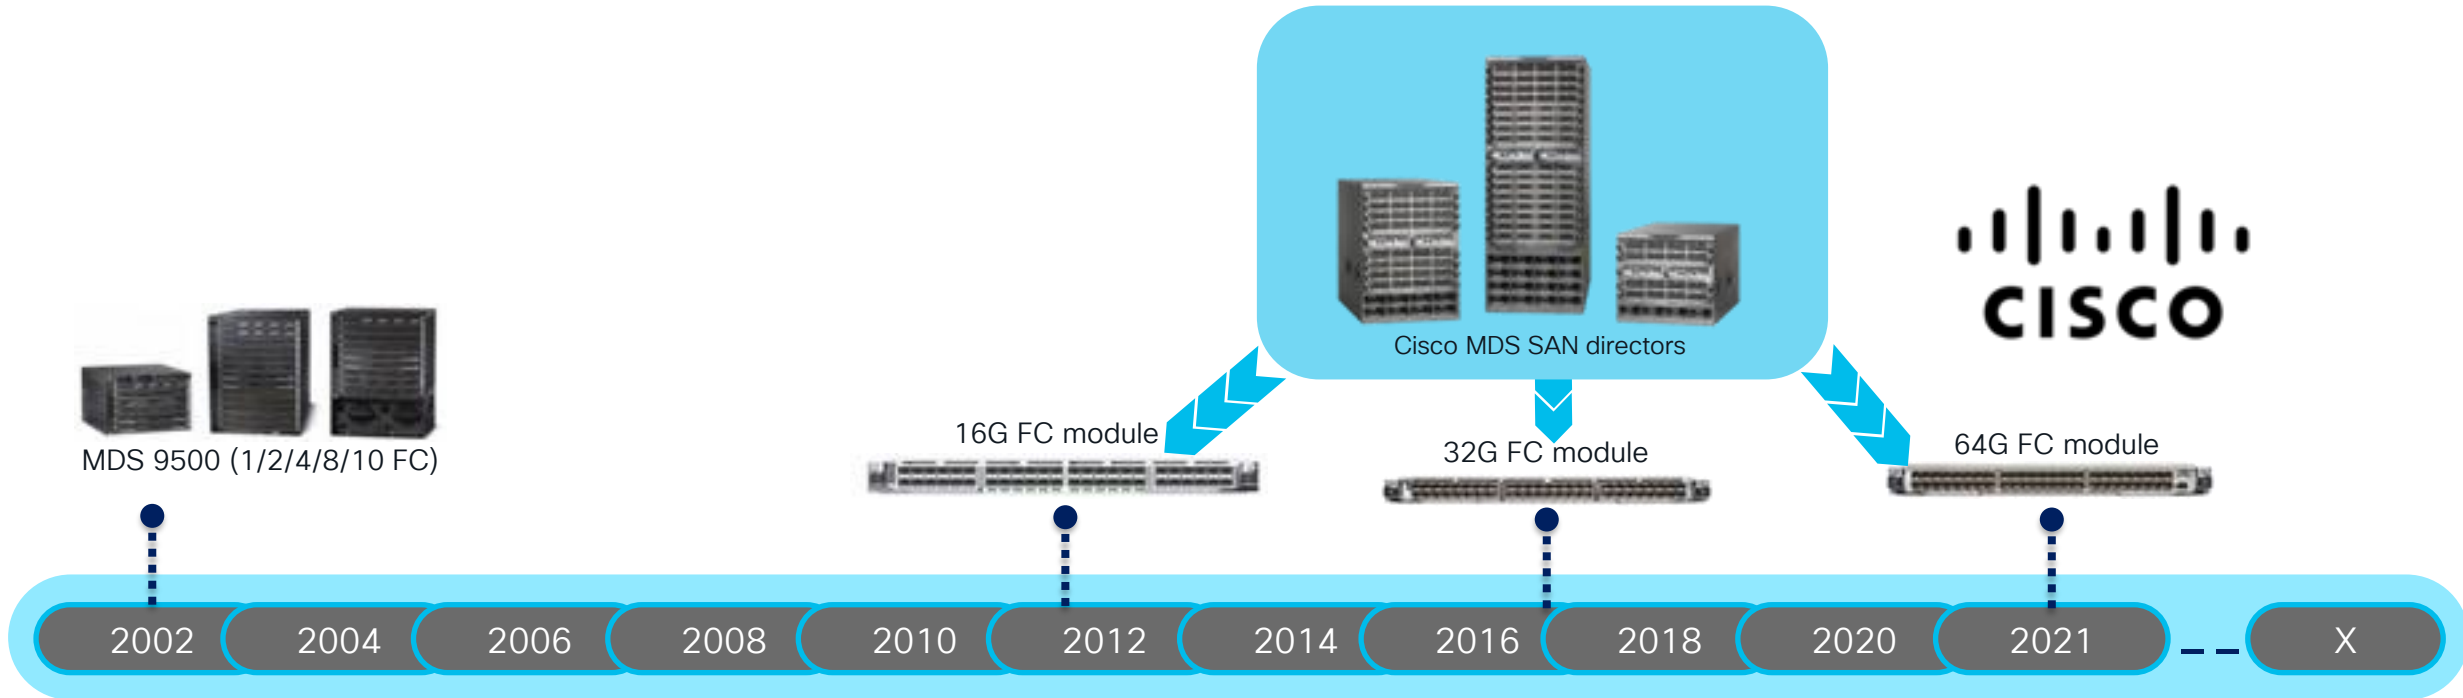 Cisco MDS SAN directors
CISCO
MDS 9500 (1/2/4/8/10 FC)
16G FC module
32G FC module
64G FC module
2002
2004
2006
2008
2010
2012
2014
2016
2018
2020
2021
X